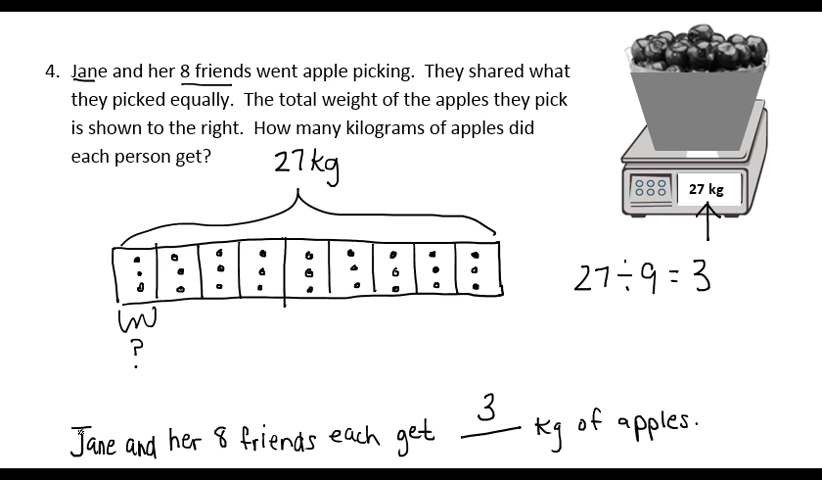 4. Jane and her 8 friends went apple picking. They shared what
they picked equally. The total weight of the apples they pick
is shown to the right. How many kilograms of apples did
each person get?
27 kg
27 kg
27 ÷ 9 = 3
?
Jane and her 8 friends each get 3 kg of apples.